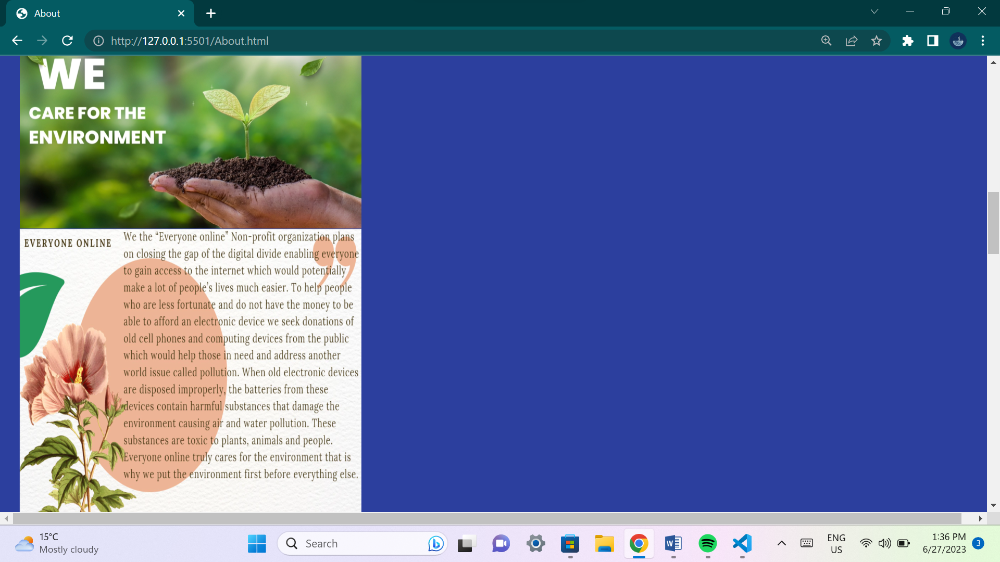 About
http://127.0.0.1:5501/About.html
WE
CARE FOR THE
ENVIRONMENT
EVERYONE ONLINE
We the “Everyone online” Non-profit organization plans
on closing the gap of the digital divide enabling everyone
to gain access to the internet which would potentially
make a lot of people’s lives much easier. To help people
who are less fortunate and do not have the money to be
able to afford an electronic device we seek donations of
old cell phones and computing devices from the public
which would help those in need and address another
world issue called pollution. When old electronic devices
are disposed improperly, the batteries from these
devices contain harmful substances that damage the
environment causing air and water pollution. These
substances are toxic to plants, animals and people.
Everyone online truly cares for the environment that is
why we put the environment first before everything else.
15°C
Mostly cloudy
Search
ENG
US
1:36 PM
6/27/2023
3